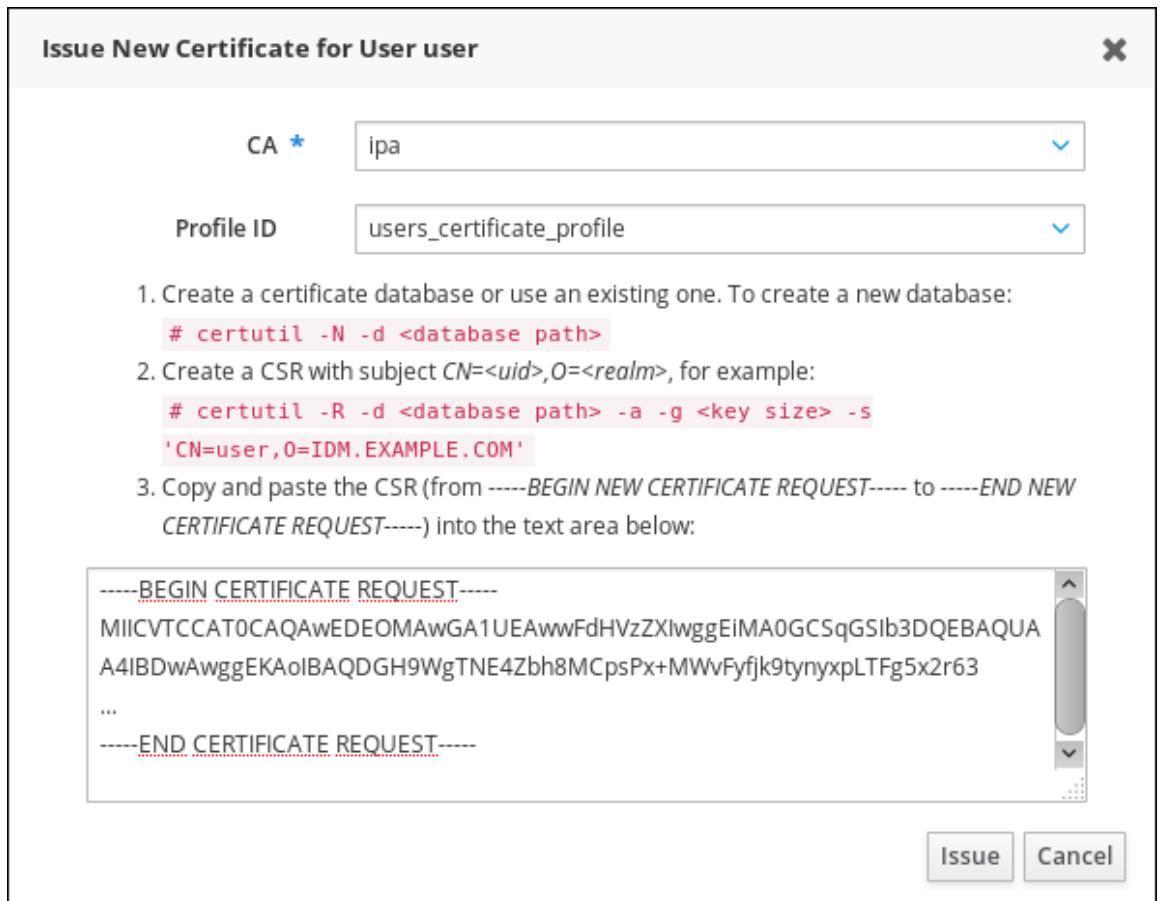 Issue New Certificate for User user
CA *
ipa
Profile ID
users_certificate_profile
1. Create a certificate database or use an existing one. To create a new database:
# certutil -N -d <database path>
2. Create a CSR with subject CN=<uid>,O=<realm>, for example:
# certutil -R -d <database path> -a -g <key size> -s
'CN=user,O=IDM.EXAMPLE.COM'
3. Copy and paste the CSR (from -----BEGIN NEW CERTIFICATE REQUEST----- to -----END NEW
CERTIFICATE REQUEST-----) into the text area below:
-----BEGIN CERTIFICATE REQUEST-----
MIICVTCCAT0CAQAwEDEOMAwGA1UEAwwFdHVzZXIwggEiMA0GCSqGSIb3DQEBAQUA
A4IBDwAwggEKAoIBAQDGH9WgTNE4Zbh8MCpsPx+MWvFyfjk9tynyxpLTFg5x2r63
...
-----END CERTIFICATE REQUEST-----
Issue
Cancel